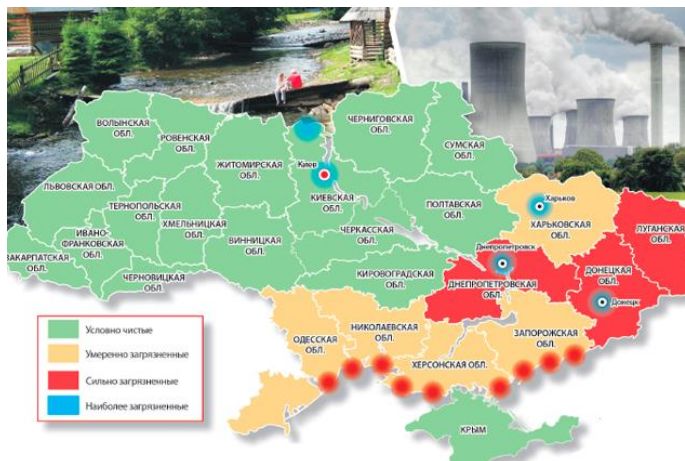 ВОЛЫНСКАЯ
ОБЛ.
РОВЕНСКАЯ
ОБЛ.
ЖИТОМИРСКАЯ
ОБЛ.
Киев
КИЕВСКАЯ
ОБЛ.
ЧЕРНИГОВСКАЯ
ОБЛ.
СУМСКАЯ
ОБЛ.
ЛЬВОВСКАЯ ОБЛ.
ТЕРНОПОЛЬСКАЯ
ОБЛ.
ХМЕЛЬНИЦКАЯ
ОБЛ.
ИВАНО-
ФРАНКОВСКАЯ
ОБЛ.
ЗАКАРПАТСКАЯ
ОБЛ.
ЧЕРНОВИЦКАЯ
ОБЛ.
ВИННИЦКАЯ
ОБЛ.
ЧЕРКАССКАЯ
ОБЛ.
ПОЛТАВСКАЯ
ОБЛ.
КИРОВОГРАДСКАЯ
ОБЛ.
Харьков
ХАРЬКОВСКАЯ
ОБЛ.
ЛУГАНСКАЯ
ОБЛ.
Днепропетровск
ДНЕПРОПЕТРОВСКАЯ
ОБЛ.
ДОНЕЦКАЯ
ОБЛ.
Донецк
ОДЕССКАЯ
ОБЛ.
НИКОЛАЕВСКАЯ
ОБЛ.
ХЕРСОНСКАЯ ОБЛ.
ЗАПОРОЖСКАЯ
ОБЛ.
КРЫМ
Условно чистые
Умеренно загрязненные
Сильно загрязненные
Наиболее загрязненные